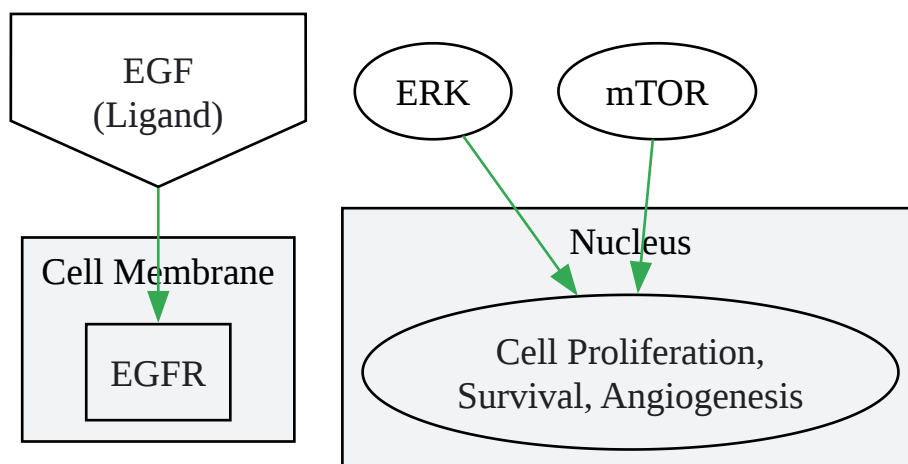 EGF
(Ligand)
ERK
mTOR
Cell Membrane
EGFR
Nucleus
Cell Proliferation,
Survival, Angiogenesis